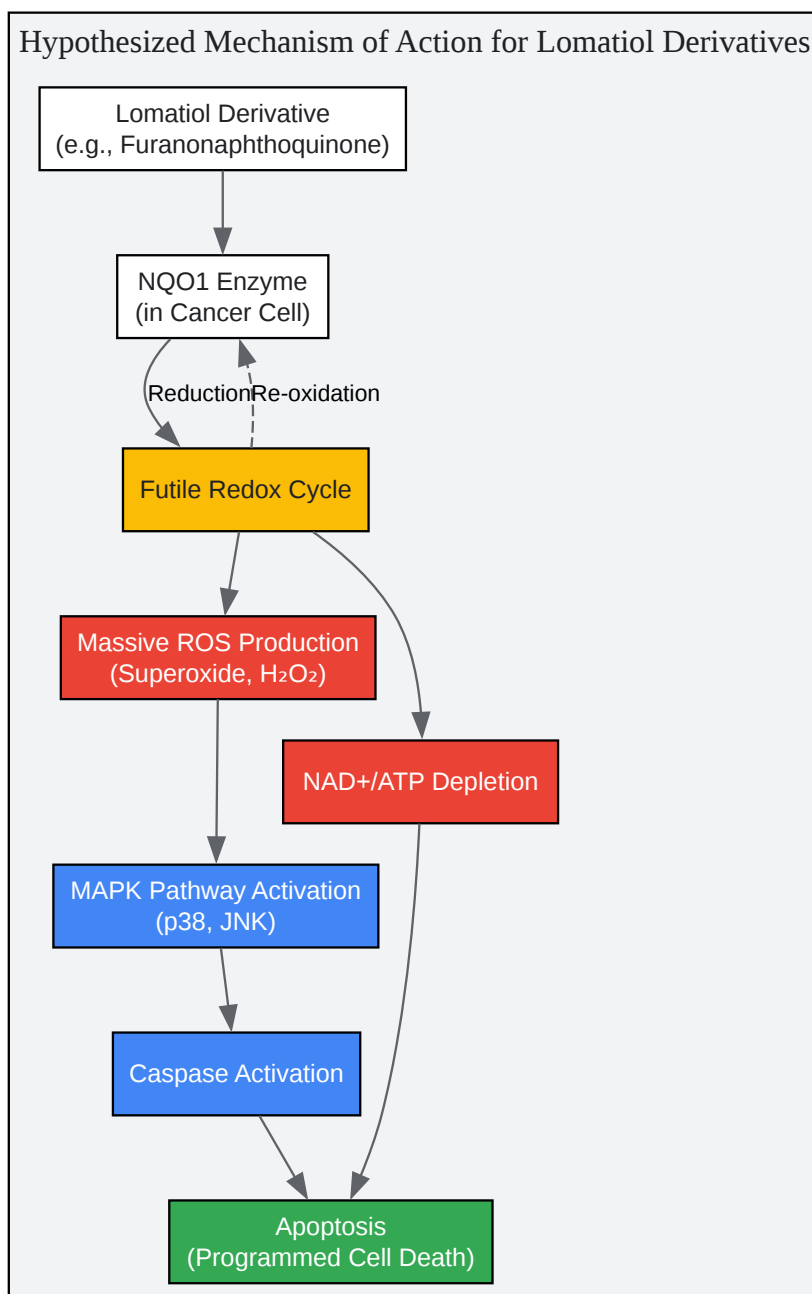 Hypothesized Mechanism of Action for Lomatiol Derivatives
Lomatiol Derivative
(e.g., Furanonaphthoquinone)
NQO1 Enzyme
(in Cancer Cell)
Reduction
Re-oxidation
Futile Redox Cycle
Massive ROS Production
(Superoxide, H₂O₂)
NAD+/ATP Depletion
MAPK Pathway Activation
(p38, JNK)
Caspase Activation
Apoptosis
(Programmed Cell Death)